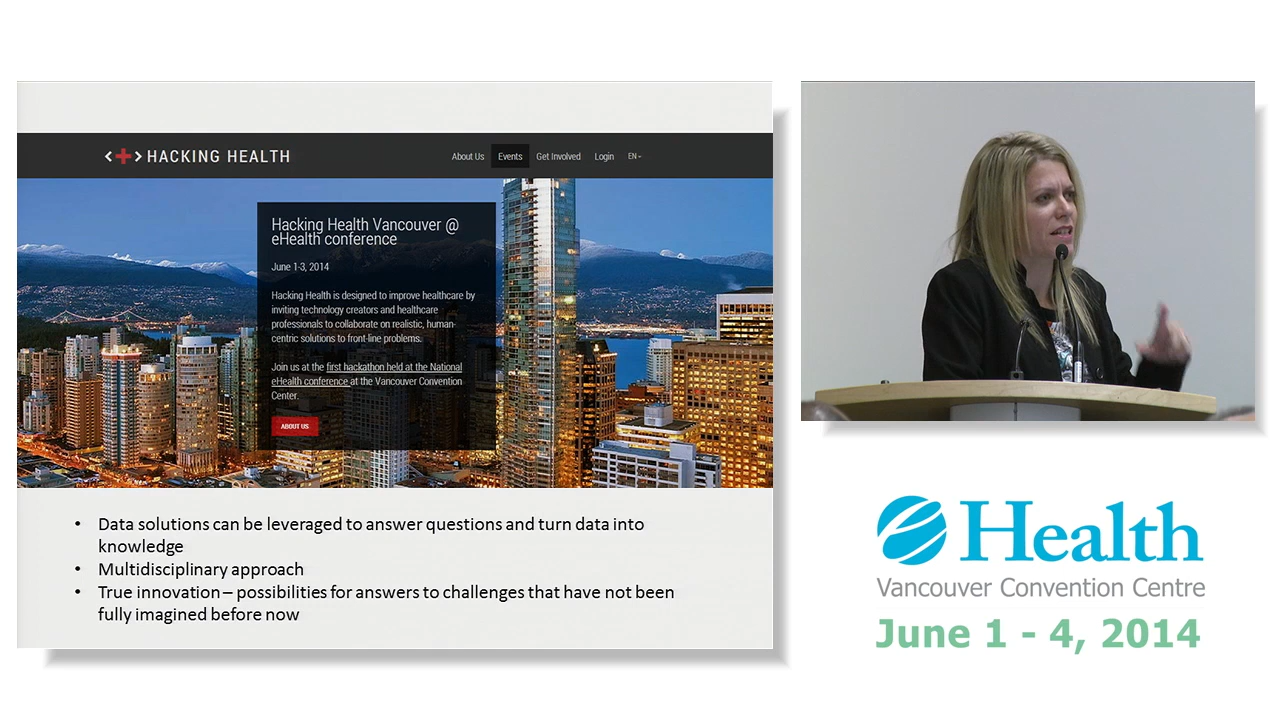 <+> HACKING HEALTH
About Us Events Get Involved Login EN
Hacking Health Vancouver @
eHealth conference
June 1-3, 2014
Hacking Health is designed to improve healthcare by
inviting technology creators and healthcare
professionals to collaborate on realistic, human-
centric solutions to front-line problems.
Join us at the first hackathon held at the National
eHealth conference at the Vancouver Convention
Center.
ABOUT US
• Data solutions can be leveraged to answer questions and turn data into
knowledge
• Multidisciplinary approach
• True innovation – possibilities for answers to challenges that have not been
fully imagined before now
eHealth
Vancouver Convention Centre
June 1 - 4, 2014